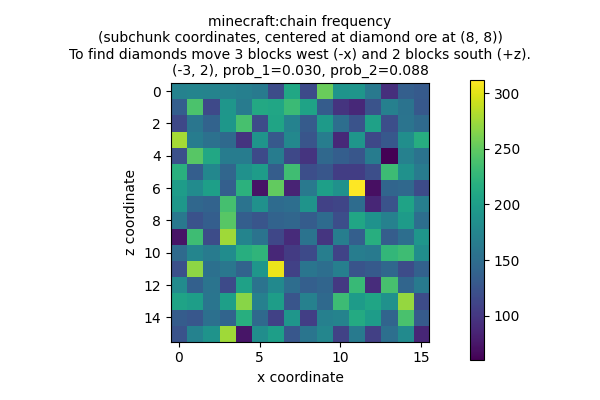 minecraft:chain frequency
(subchunk coordinates, centered at diamond ore at (8, 8))
To find diamonds move 3 blocks west (-x) and 2 blocks south (+z).
(-3, 2), prob_1=0.030, prob_2=0.088
0
2
4
6
8
10
12
14
z coordinate
0 5 10 15
x coordinate
300
250
200
150
100